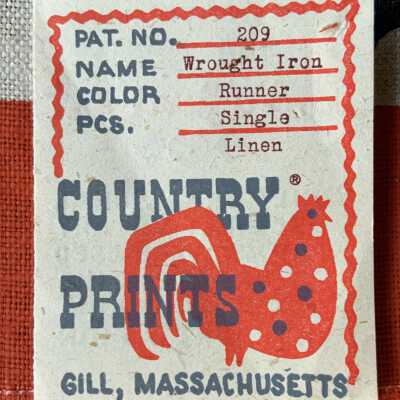 PAT. NO. 209
NAME Wrought Iron
COLOR Runner
PCS. Single
Linen
COUNTRY®
PRINTS
GILL, MASSACHUSETTS